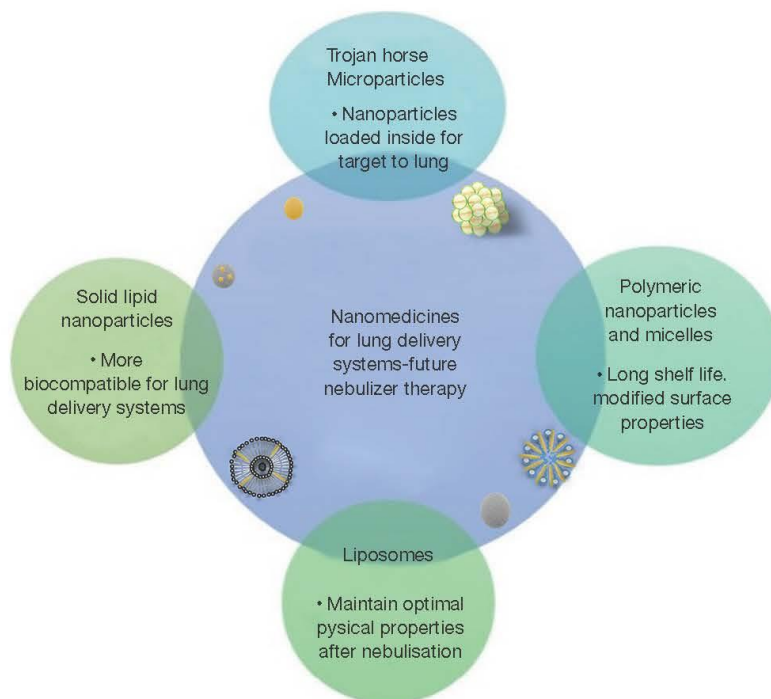 Trojan horse
Microparticles
• Nanoparticles
loaded inside for
target to lung
Solid lipid
nanoparticles
• More
biocompatible for lung
delivery systems
Nanomedicines
for lung delivery
systems-future
nebulizer therapy
Polymeric
nanoparticles
and micelles
• Long shelf life.
modified surface
properties
Liposomes
• Maintain optimal
pysical properties
after nebulisation